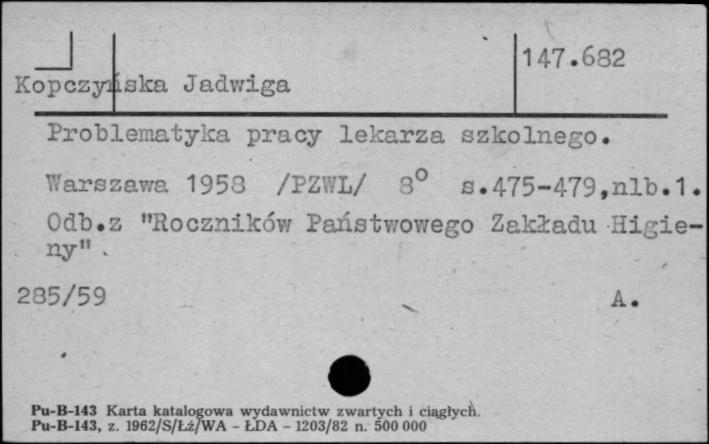 147.682
Kopczyńska Jadwiga
Problematyka pracy lekarza szkolnego.
Warszawa 1958 /PZWL/ 8° s.475-479,nlb.1.
Odb.z "Roczników Państwowego Zakładu Higie-
ny".
285/59 A.
Pu-B-143 Karta katalogowa wydawnictw zwartych i ciągłych.
Pu-B-143, z. 1962/S/Łź/WA - ŁDA - 1203/82 n. 500 000